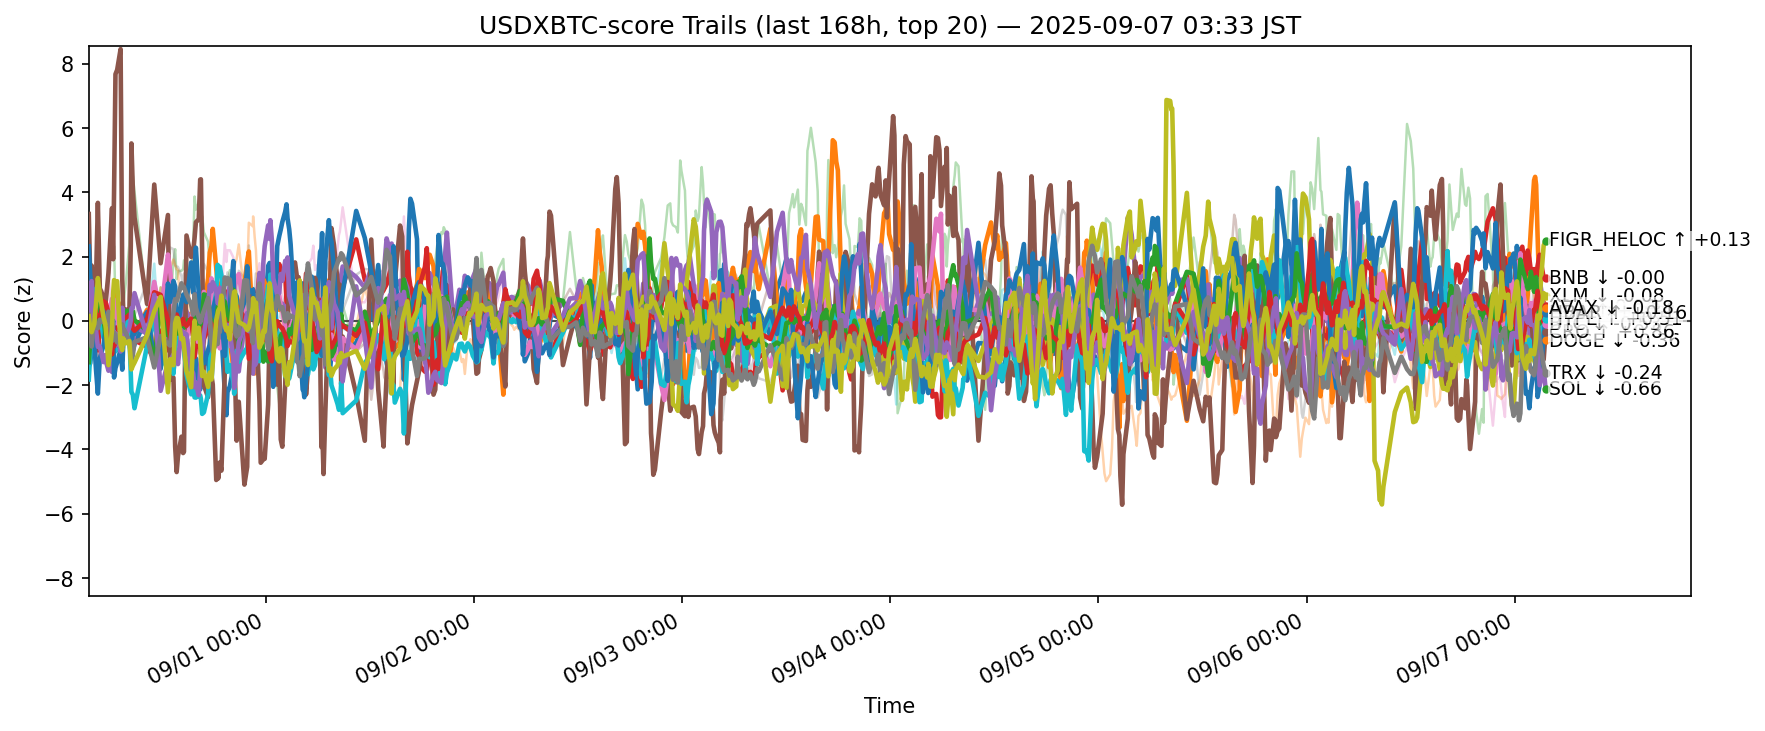 USDXBTC-score Trails (last 168h, top 20) — 2025-09-07 03:33 JST
Score (z)
8
6
4
2
0
−2
−4
−6
−8
FIGR_HELOC ↑ +0.13
BNB ↓ -0.00
XLM ↓ -0.08
AVAX ↓ -0.18
DOGE ↓ -0.36
TRX ↓ -0.24
SOL ↓ -0.66
09/01 00:00
09/02 00:00
09/03 00:00
09/04 00:00
09/05 00:00
09/06 00:00
09/07 00:00
Time